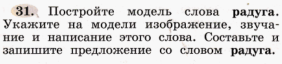 31. Постройте модель слова радуга.
Укажите на модели изображение, звуча-
ние и написание этого слова. Составьте и
запишите предложение со словом радуга.